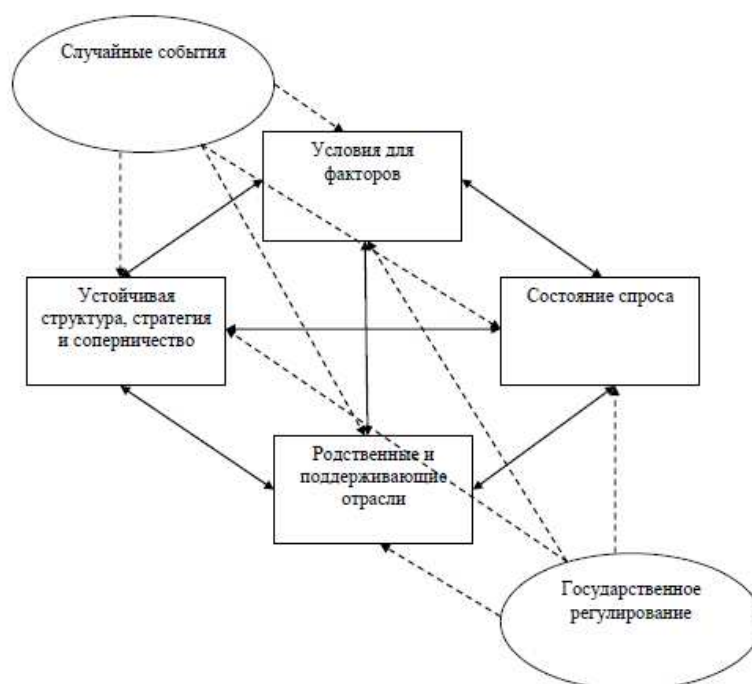 Случайные события
Условия для
факторов
Устойчивая
структура, стратегия
и соперничество
Состояние спроса
Родственные и
поддерживающие
отрасли
Государственное
регулирование